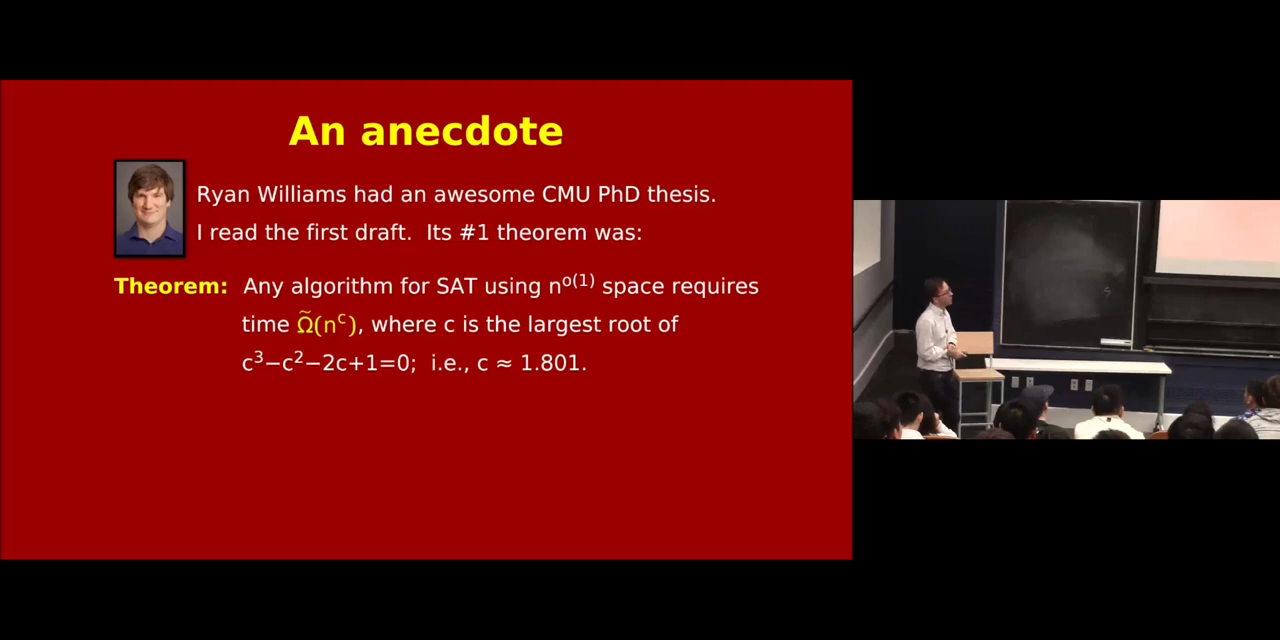 An anecdote
Ryan Williams had an awesome CMU PhD thesis.
I read the first draft.  Its #1 theorem was:
Theorem:  Any algorithm for SAT using n^o(1) space requires
time Ω̃(n^c), where c is the largest root of
c³−c²−2c+1=0;  i.e., c ≈ 1.801.